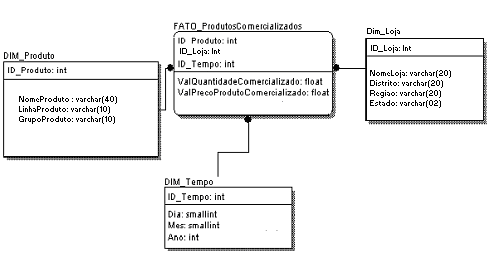 FATO_ProdutosComercializados
ID_Produto: int
ID_Loja: int
ID_Tempo: int
ValQuantidadeComercializado: float
ValPrecoProdutoComercializado: float
Dim_Loja
ID_Loja: Int
NomeLoja: varchar(20)
Distrito: varchar(20)
Regiao: varchar(20)
Estado: varchar(02)
DIM_Produto
ID_Produto: int
NomeProduto : varchar(40)
LinhaProduto: varchar(10)
GrupoProduto: varchar(10)
DIM_Tempo
ID_Tempo: int
Dia: smallint
Mes: smallint
Ano: int